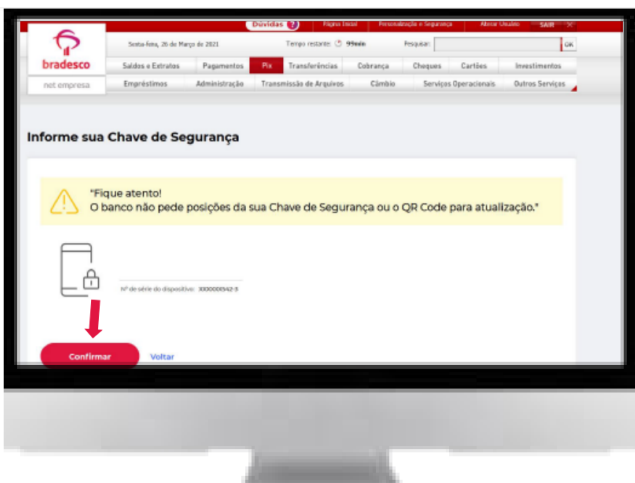 Dúvidas ? Página Inicial Personalização e Segurança Alterar Usuário SAIR X
Sexta-feira, 26 de Março de 2021 Tempo restante: 99min Pesquisar: OK
bradesco
Saldos e Extratos Pagamentos Pix Transferências Cobrança Cheques Cartões Investimentos
net empresa
Empréstimos Administração Transmissão de Arquivos Câmbio Serviços Operacionais Outros Serviços
Informe sua Chave de Segurança
"Fique atento!
O banco não pede posições da sua Chave de Segurança ou o QR Code para atualização."
Nº de série do dispositivo:
Confirmar Voltar